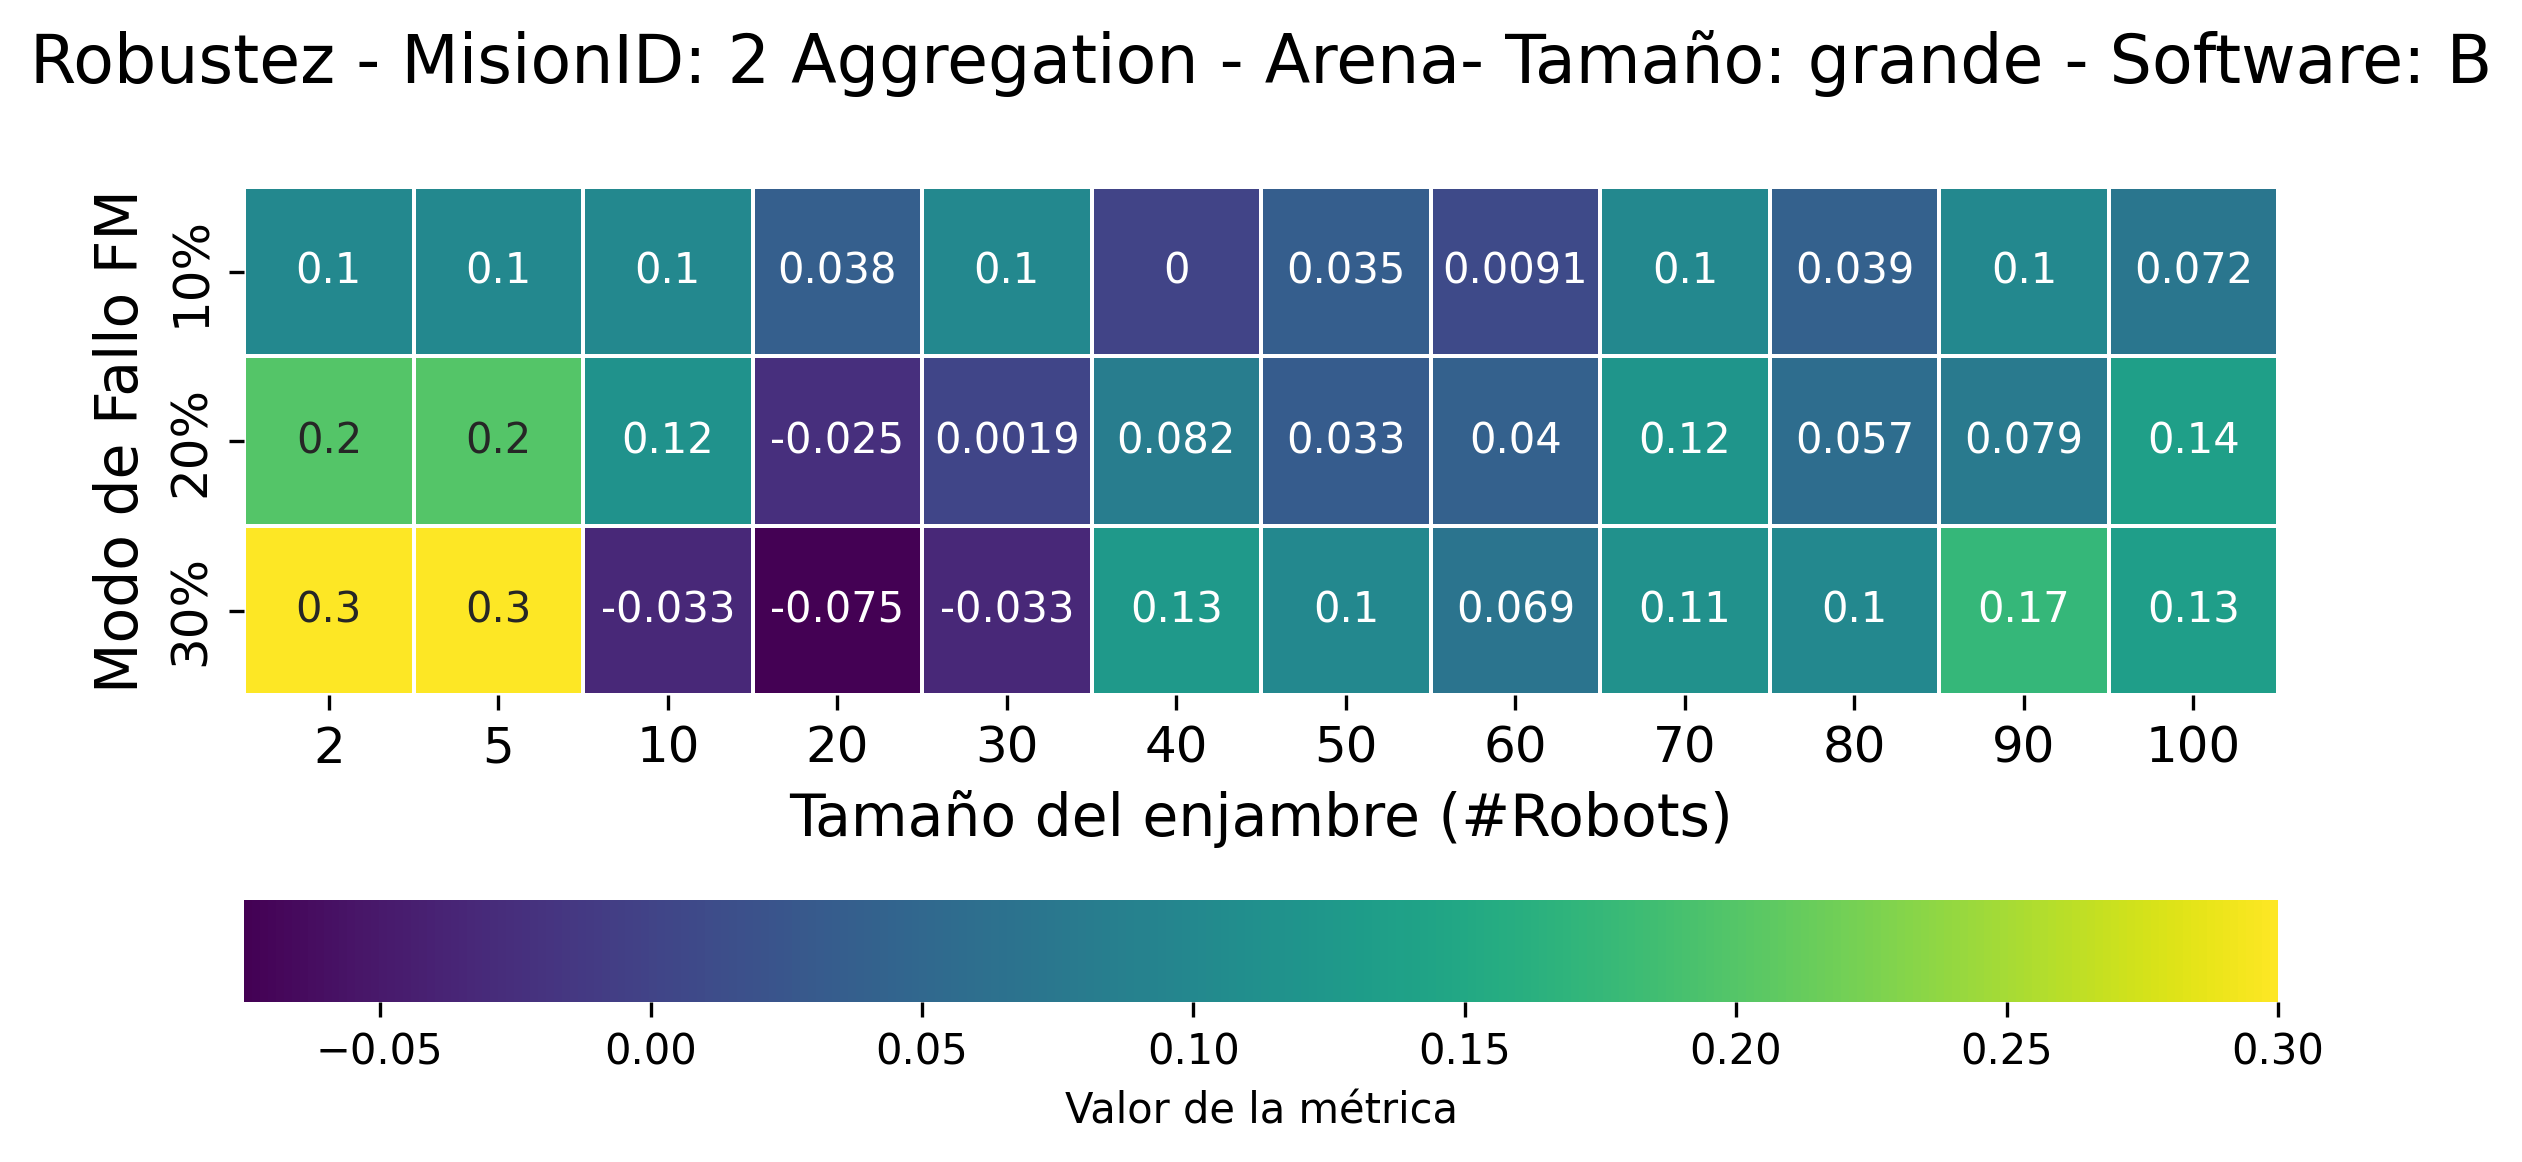 Robustez - MisionID: 2 Aggregation - Arena- Tamaño: grande - Software: B
Modo de Fallo FM
10%
0.1 0.1 0.1 0.038 0.1 0 0.035 0.0091 0.1 0.039 0.1 0.072
20%
0.2 0.2 0.12 -0.025 0.0019 0.082 0.033 0.04 0.12 0.057 0.079 0.14
30%
0.3 0.3 -0.033 -0.075 -0.033 0.13 0.1 0.069 0.11 0.1 0.17 0.13
2 5 10 20 30 40 50 60 70 80 90 100
Tamaño del enjambre (#Robots)
−0.05 0.00 0.05 0.10 0.15 0.20 0.25 0.30
Valor de la métrica